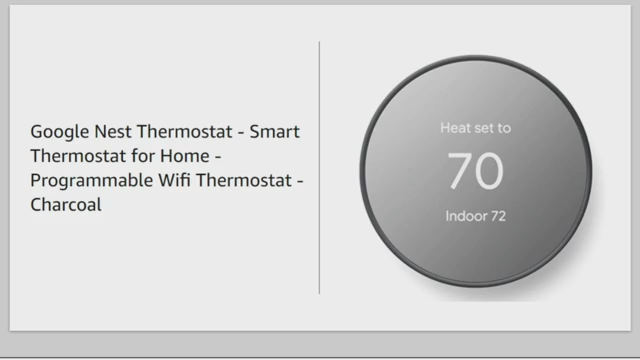 Google Nest Thermostat - Smart
Thermostat for Home -
Programmable Wifi Thermostat -
Charcoal
Heat set to
70
Indoor 72